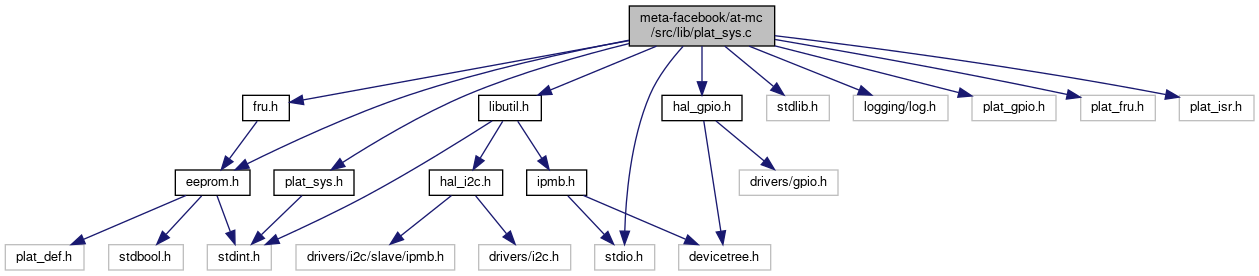 meta-facebook/at-mc
/src/lib/plat_sys.c
fru.h
libutil.h
hal_gpio.h
stdlib.h
logging/log.h
plat_gpio.h
plat_fru.h
plat_isr.h
eeprom.h
plat_sys.h
hal_i2c.h
ipmb.h
drivers/gpio.h
plat_def.h
stdbool.h
stdint.h
drivers/i2c/slave/ipmb.h
drivers/i2c.h
stdio.h
devicetree.h